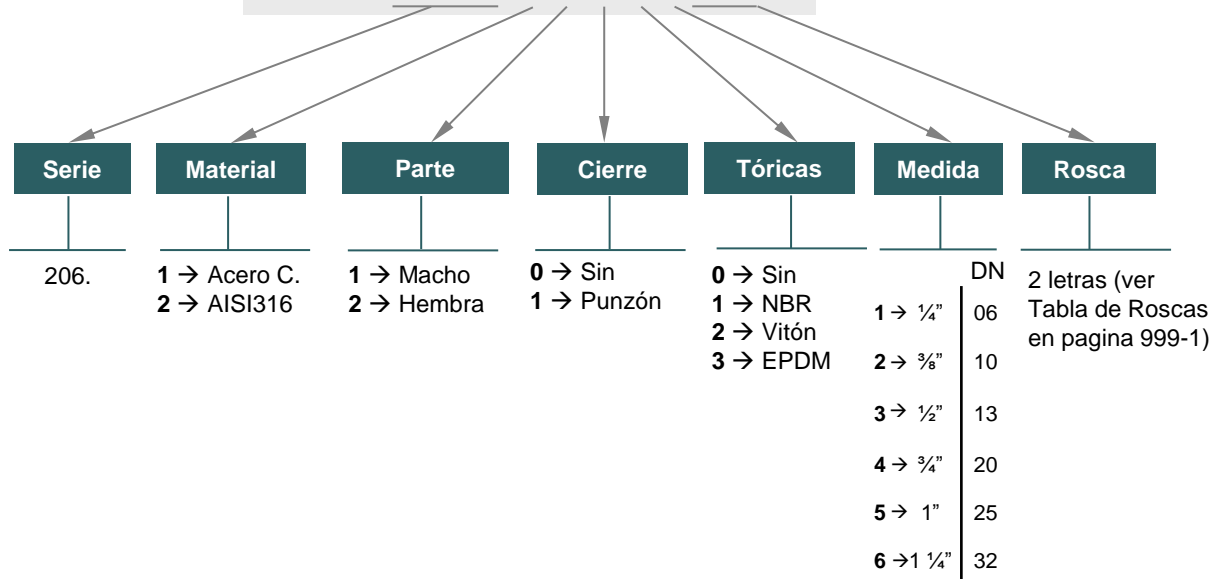 Serie
Material
Parte
Cierre
Tóricas
Medida
Rosca
206.
1 → Acero C.
2 → AISI316
1 → Macho
2 → Hembra
0 → Sin
1 → Punzón
0 → Sin
1 → NBR
2 → Vitón
3 → EPDM
DN
1 → ¼” 06
2 → ⅜” 10
3 → ½” 13
4 → ¾” 20
5 → 1” 25
6 →1 ¼” 32
2 letras (ver
Tabla de Roscas
en pagina 999-1)